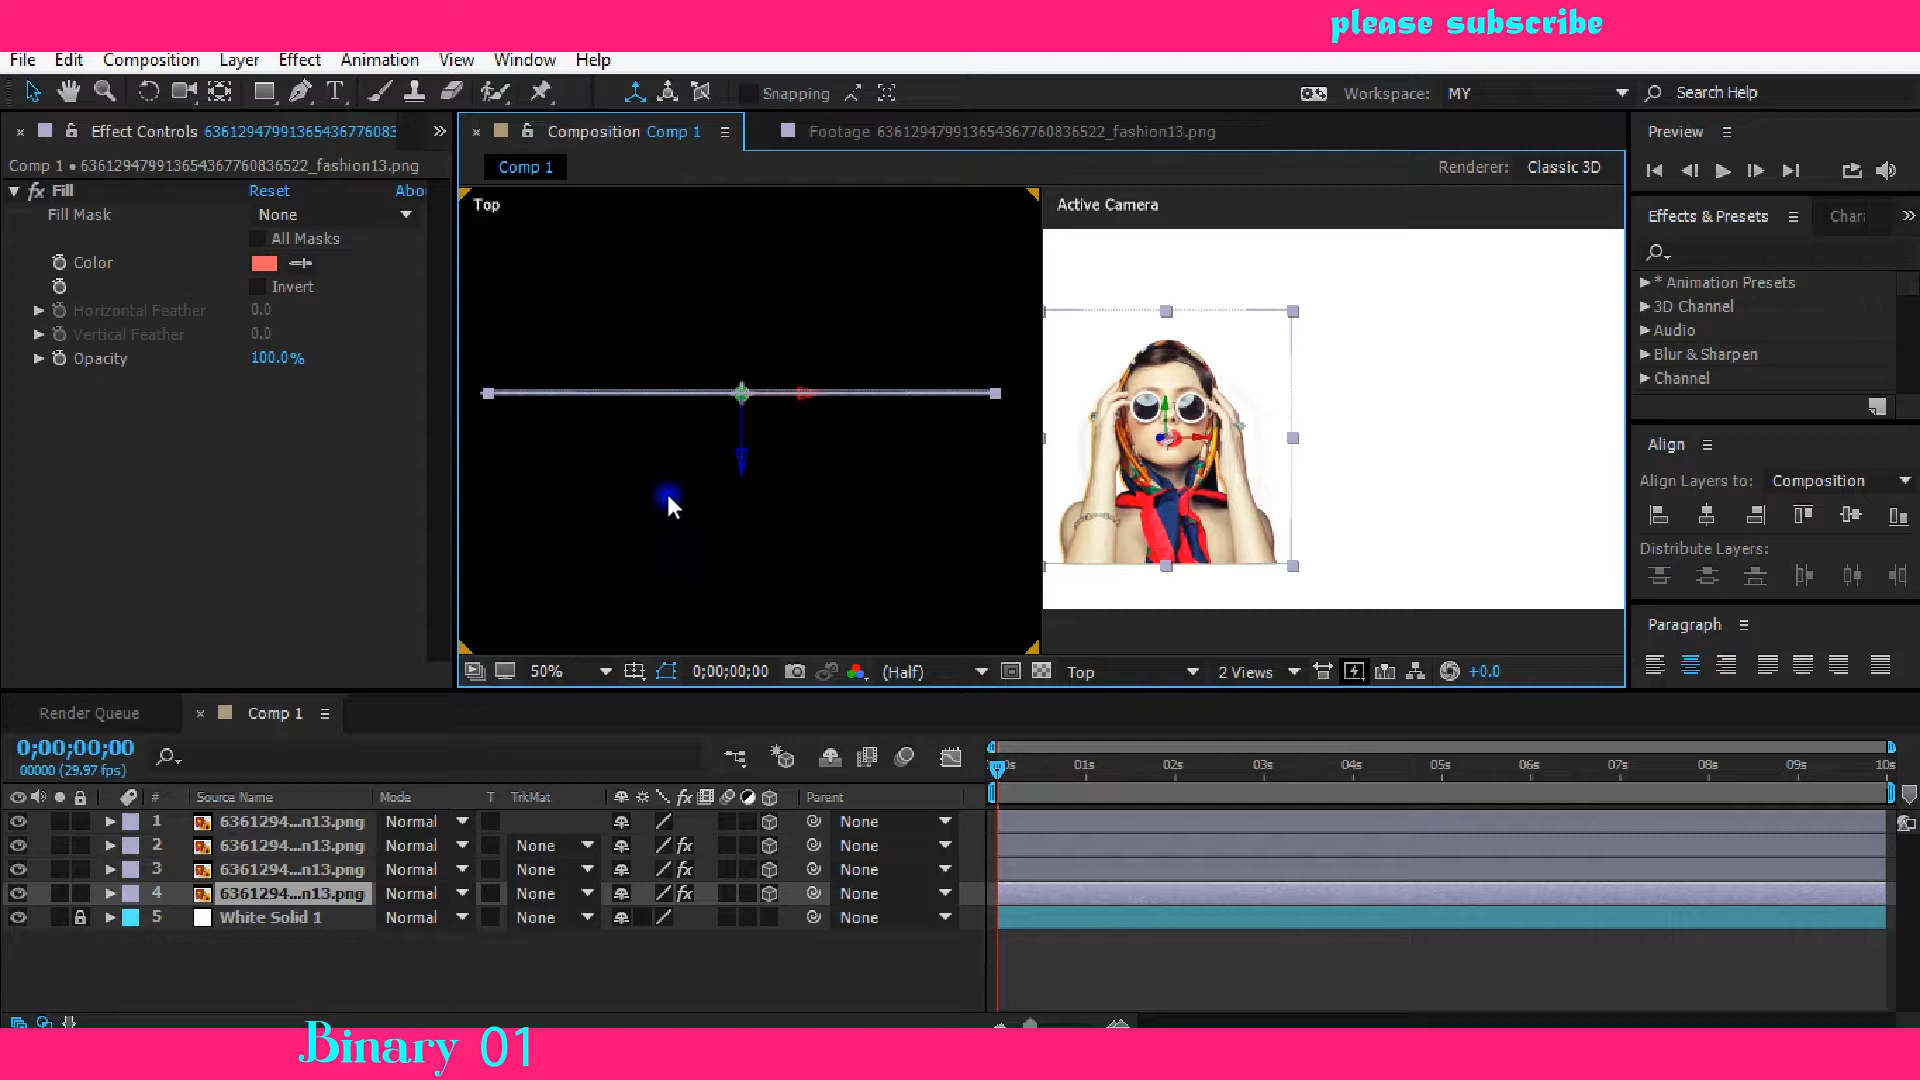 please subscribe
File Edit Composition Layer Effect Animation View Window Help
Snapping Workspace: MY Search Help
Effect Controls 63612947991365436776083 Composition Comp 1 Footage 636129479913654367760836522_fashion13.png Preview
Comp 1 • 636129479913654367760836522_fashion13.png Comp 1 Renderer: Classic 3D
fx Fill Reset Abou Top Active Camera
Fill Mask None Effects & Presets Chara
All Masks
Color
Invert
Horizontal Feather 0.0
Vertical Feather 0.0
Opacity 100.0%
* Animation Presets
3D Channel
Audio
Blur & Sharpen
Channel
Align
Align Layers to: Composition
Distribute Layers:
Paragraph
50% 0;00;00;00 (Half) Top 2 Views +0.0
Render Queue Comp 1
0;00;00;00
00000 (29.97 fps)
0s 01s 02s 03s 04s 05s 06s 07s 08s 09s 10s
# Source Name Mode T TrkMat fx Parent
1 6361294...n13.png Normal None
2 6361294...n13.png Normal None fx None
3 6361294...n13.png Normal None fx None
4 6361294...n13.png Normal None fx None
5 White Solid 1 Normal None None
Binary 01